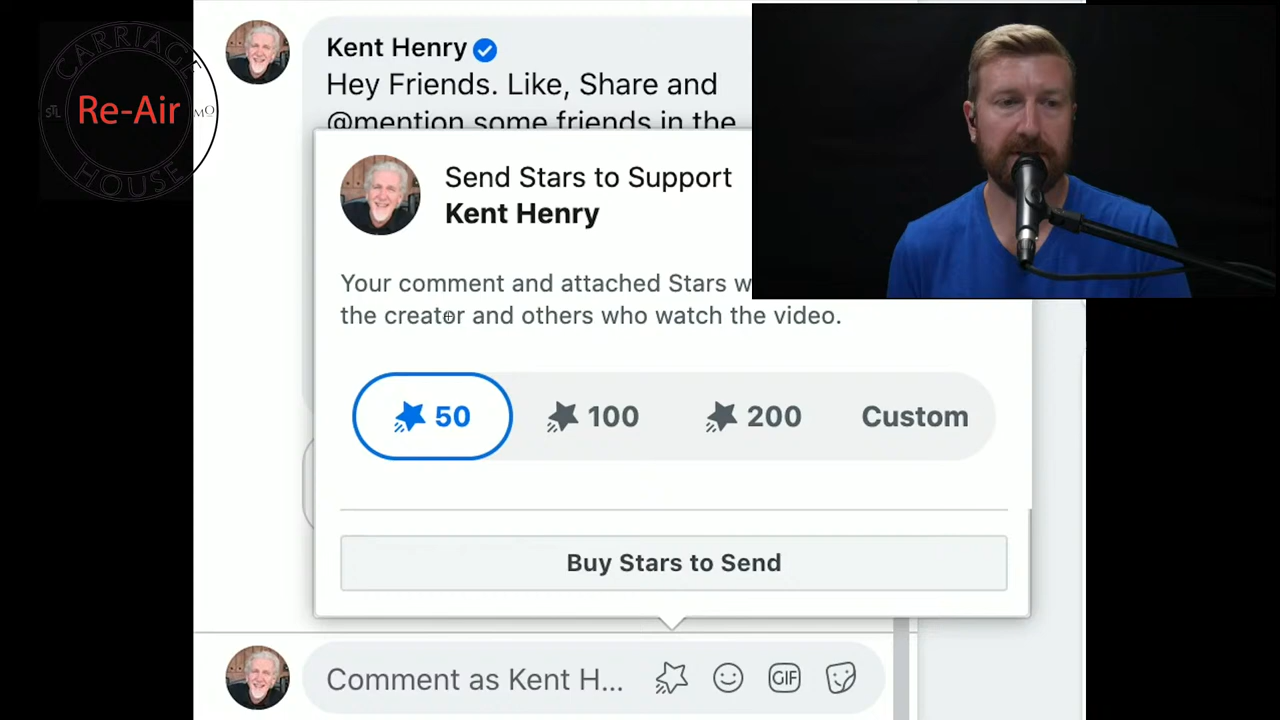 CARRIAGE
STL
Re-Air
MO
HOUSE
Kent Henry
Hey Friends. Like, Share and
@mention some friends in the
Send Stars to Support
Kent Henry
Your comment and attached Stars w
the creator and others who watch the video.
50
100
200
Custom
Buy Stars to Send
Comment as Kent H...
GIF